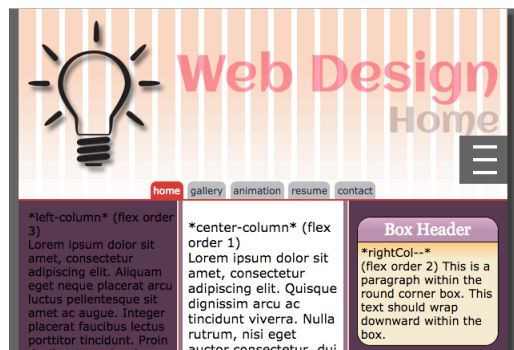 Web Design
Home
home
gallery
animation
resume
contact
*left-column* (flex order
3)
Lorem ipsum dolor sit
amet, consectetur
adipiscing elit. Aliquam
eget neque placerat arcu
luctus pellentesque sit
amet ac augue. Integer
placerat faucibus lectus
porttitor tincidunt. Proin
*center-column* (flex
order 1)
Lorem ipsum dolor sit
amet, consectetur
adipiscing elit. Quisque
dignissim arcu ac
tincidunt viverra. Nulla
rutrum, nisi eget
auctor consectetur, dui
Box Header
*rightCol--*
(flex order 2) This is a
paragraph within the
round corner box. This
text should wrap
downward within the
box.